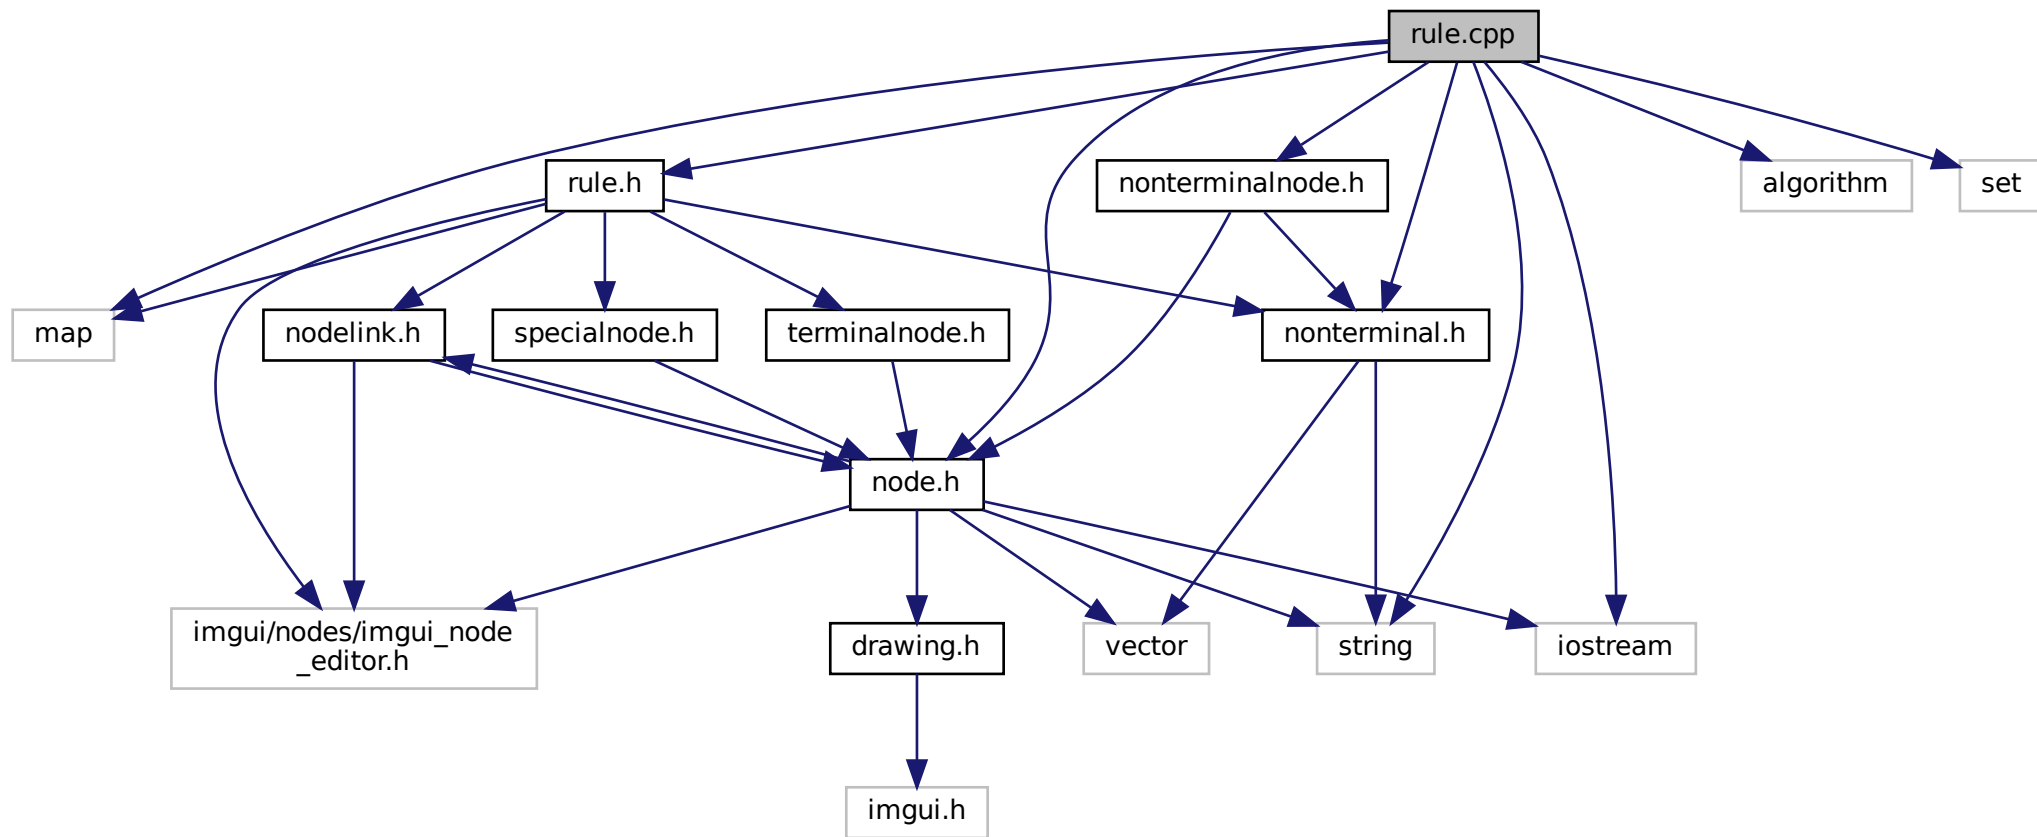 rule.cpp
rule.h
nonterminalnode.h
algorithm
set
map
nodelink.h
specialnode.h
terminalnode.h
nonterminal.h
node.h
imgui/nodes/imgui_node
_editor.h
drawing.h
vector
string
iostream
imgui.h